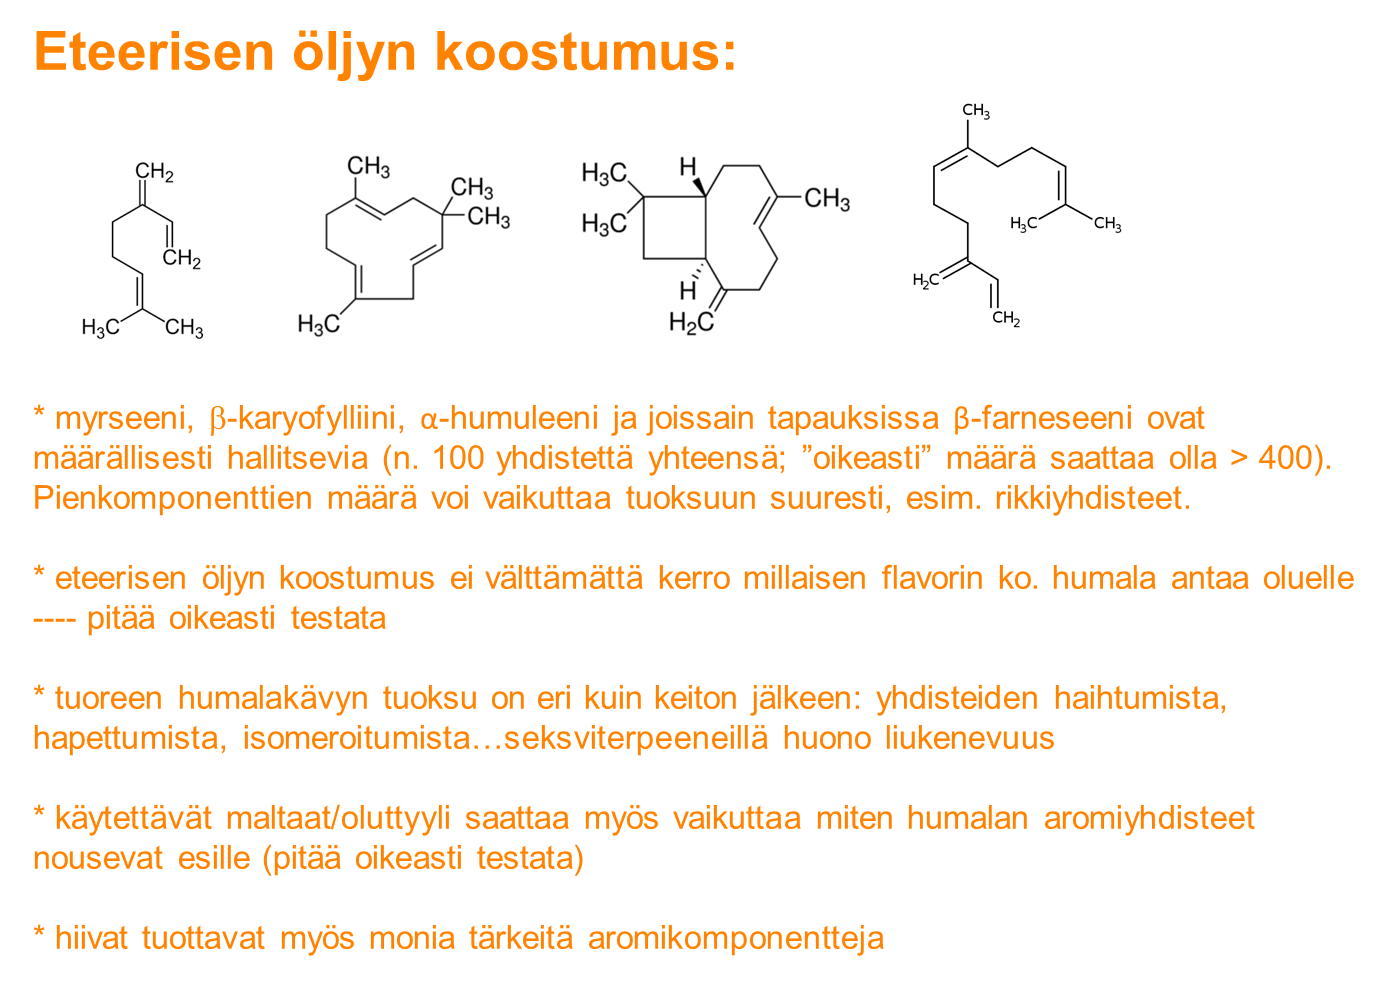 Eteerisen öljyn koostumus:
CH3
CH2
CH3
CH3
CH3
H3C
H
CH3
H3C
CH2
H3C
CH3
H3C
CH3
H2C
CH2
H3C
CH3
H3C
H
H2C
* myrseeni, β-karyofylliini, α-humuleeni ja joissain tapauksissa β-farneseeni ovat
määrällisesti hallitsevia (n. 100 yhdistettä yhteensä; ”oikeasti” määrä saattaa olla > 400).
Pienkomponenttien määrä voi vaikuttaa tuoksuun suuresti, esim. rikkiyhdisteet.
* eteerisen öljyn koostumus ei välttämättä kerro millaisen flavorin ko. humala antaa oluelle
---- pitää oikeasti testata
* tuoreen humalakävyn tuoksu on eri kuin keiton jälkeen: yhdisteiden haihtumista,
hapettumista, isomeroitumista…seksviterpeeneillä huono liukenevuus
* käytettävät maltaat/oluttyyli saattaa myös vaikuttaa miten humalan aromiyhdisteet
nousevat esille (pitää oikeasti testata)
* hiivat tuottavat myös monia tärkeitä aromikomponentteja